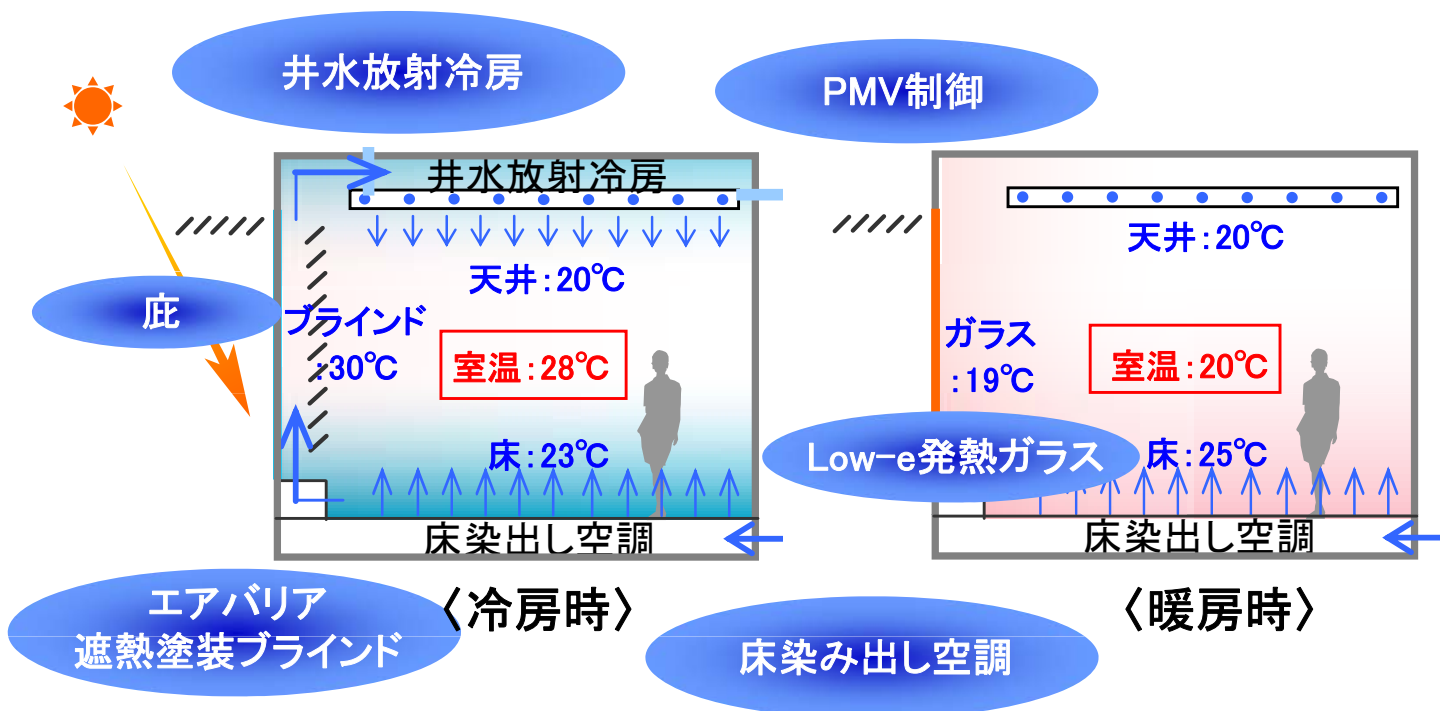 井水放射冷房
PMV制御
井水放射冷房
天井:20℃
庇
ブラインド
:30℃
室温:28℃
床:23℃
床染出し空調
天井:20℃
ガラス
:19℃
室温:20℃
Low-e発熱ガラス
床:25℃
床染出し空調
エアバリア
遮熱塗装ブラインド
〈冷房時〉
床染み出し空調
〈暖房時〉